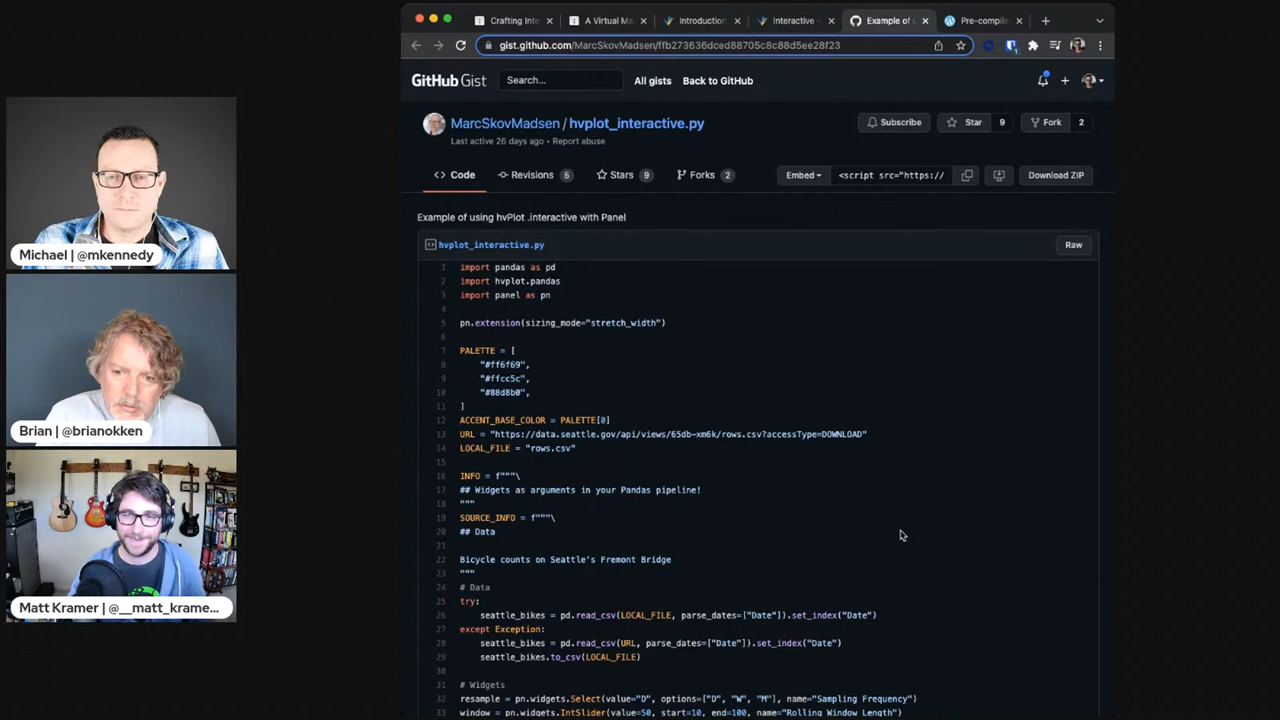 Michael | @mkennedy
Brian | @brianokken
Matt Kramer | @__matt_krame...
Crafting Inte
A Virtual Ma
Introduction
Interactive -
Example of u
Pre-compile
gist.github.com/MarcSkovMadsen/ffb273636dced88705c8c88d5ee28f23
GitHub Gist
Search...
All gists
Back to GitHub
MarcSkovMadsen / hvplot_interactive.py
Last active 26 days ago • Report abuse
Subscribe
Star 9
Fork 2
Code
Revisions 5
Stars 9
Forks 2
Embed
<script src="https://
Download ZIP
Example of using hvPlot .interactive with Panel
hvplot_interactive.py
Raw
1 import pandas as pd
2 import hvplot.pandas
3 import panel as pn
4
5 pn.extension(sizing_mode="stretch_width")
6
7 PALETTE = [
8 "#ff6f69",
9 "#ffcc5c",
10 "#88d8b0",
11 ]
12 ACCENT_BASE_COLOR = PALETTE[0]
13 URL = "https://data.seattle.gov/api/views/65db-xm6k/rows.csv?accessType=DOWNLOAD"
14 LOCAL_FILE = "rows.csv"
15
16 INFO = f"""\
17 ## Widgets as arguments in your Pandas pipeline!
18 """
19 SOURCE_INFO = f"""\
20 ## Data
21
22 Bicycle counts on Seattle's Fremont Bridge
23 """
24 # Data
25 try:
26 seattle_bikes = pd.read_csv(LOCAL_FILE, parse_dates=["Date"]).set_index("Date")
27 except Exception:
28 seattle_bikes = pd.read_csv(URL, parse_dates=["Date"]).set_index("Date")
29 seattle_bikes.to_csv(LOCAL_FILE)
30
31 # Widgets
32 resample = pn.widgets.Select(value="D", options=["D", "W", "M"], name="Sampling Frequency")
33 window = pn.widgets.IntSlider(value=50, start=10, end=100, name="Rolling Window Length")